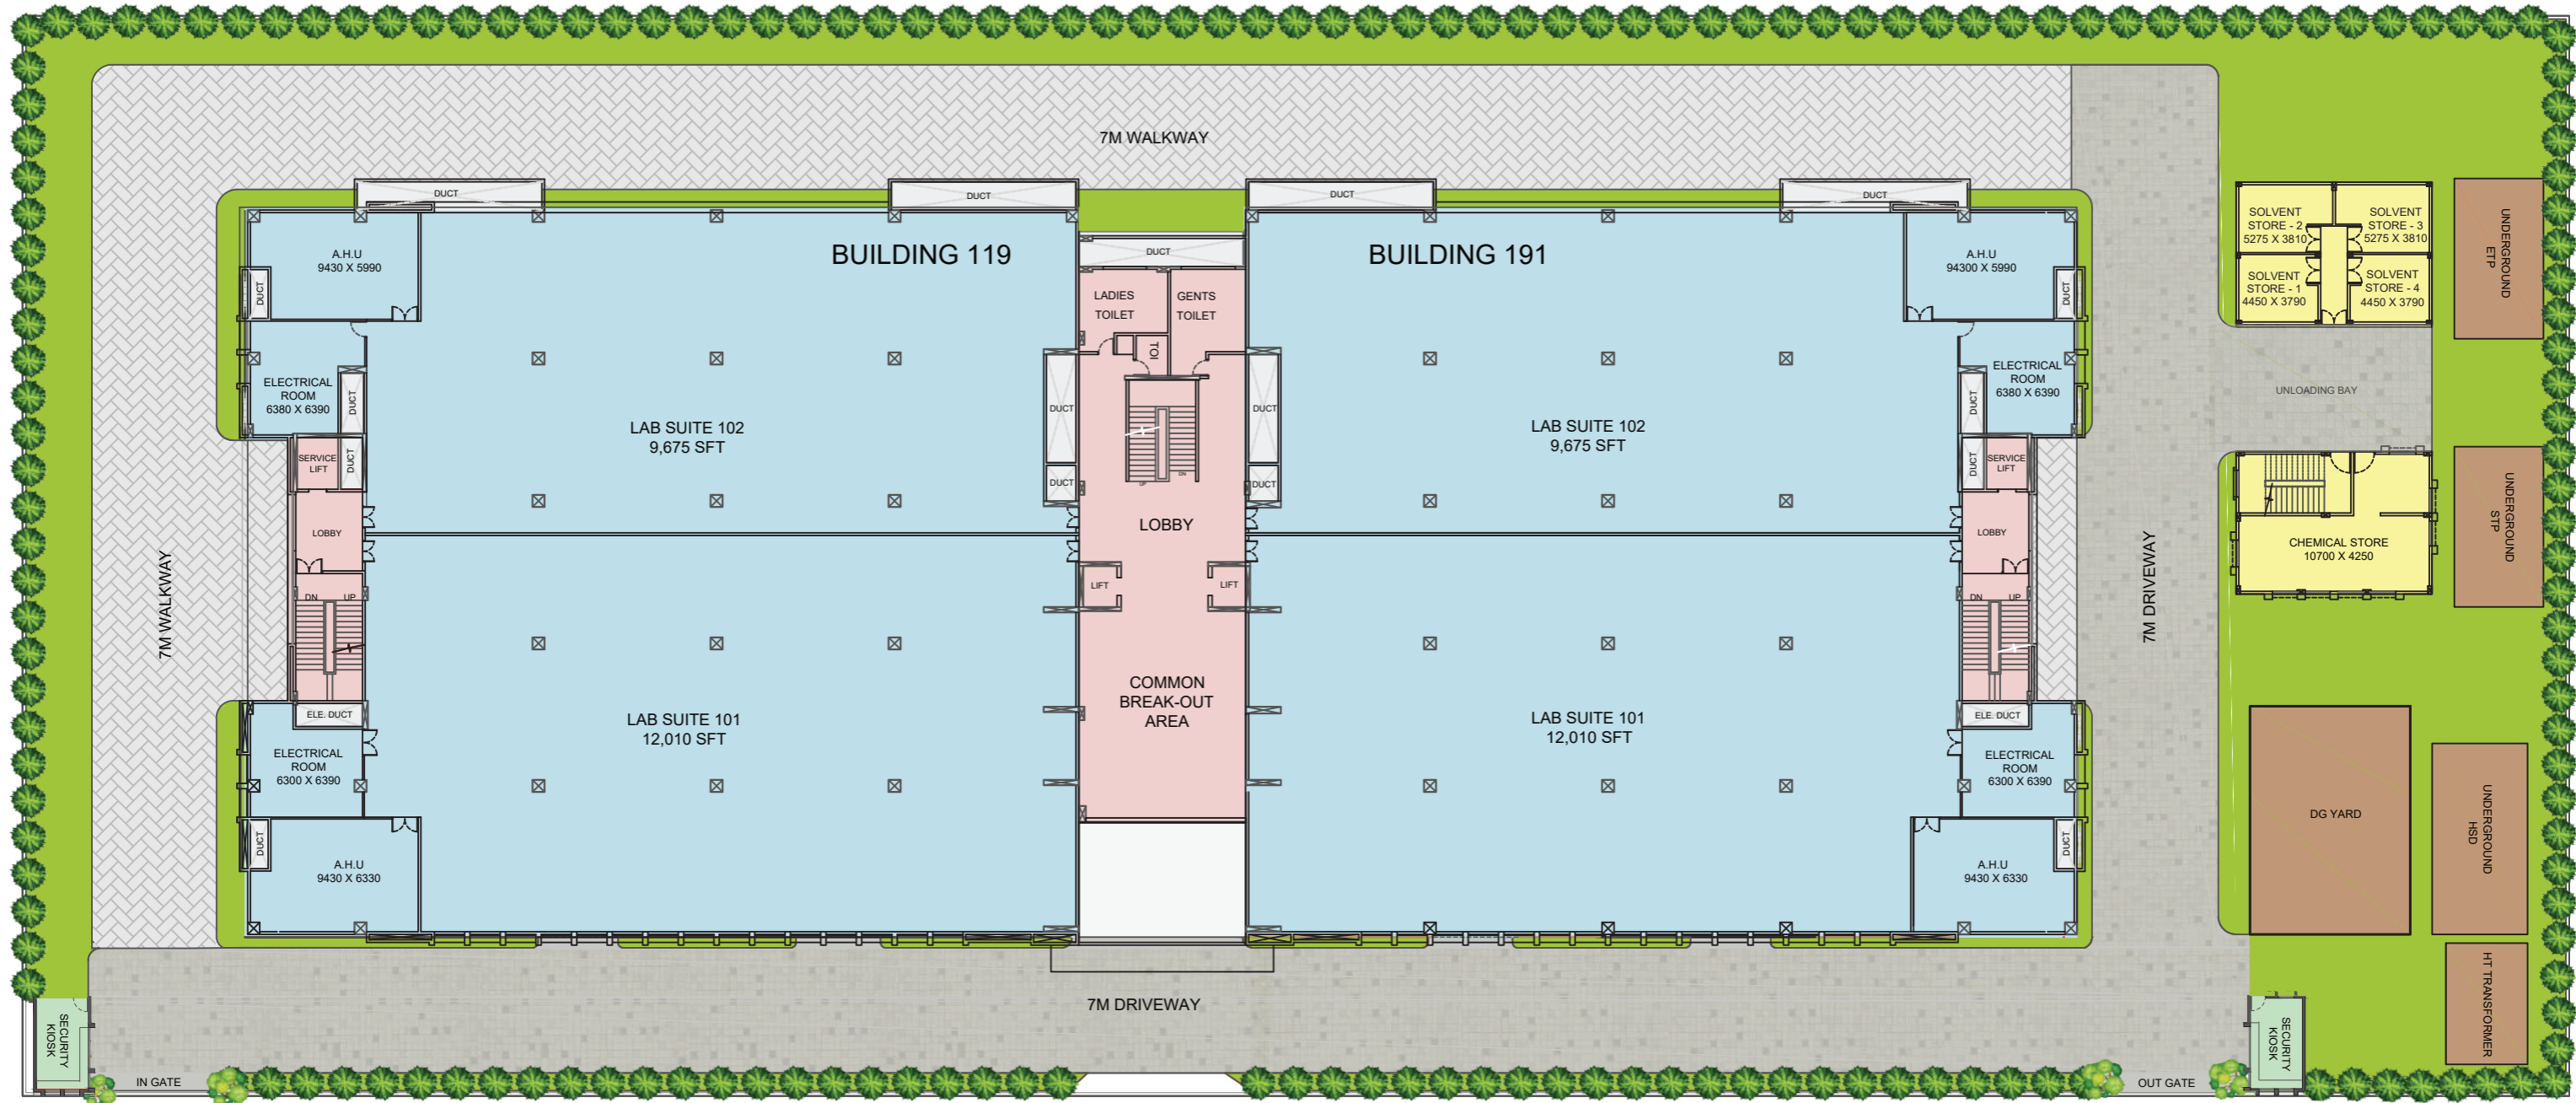 7M WALKWAY
DUCT
DUCT
DUCT
DUCT
BUILDING 119
BUILDING 191
A.H.U
9430 X 5990
DUCT
DUCT
LADIES
TOILET
GENTS
TOILET
TOI
A.H.U
94300 X 5990
DUCT
SOLVENT
STORE - 2
5275 X 3810
SOLVENT
STORE - 3
5275 X 3810
SOLVENT
STORE - 1
4450 X 3790
SOLVENT
STORE - 4
4450 X 3790
UNDERGROUND
ETP
ELECTRICAL
ROOM
6380 X 6390
DUCT
DUCT
DUCT
ELECTRICAL
ROOM
6380 X 6390
DUCT
UNLOADING BAY
LAB SUITE 102
9,675 SFT
LAB SUITE 102
9,675 SFT
SERVICE
LIFT
DUCT
DUCT
DUCT
UP
DN
DUCT
SERVICE
LIFT
LOBBY
LOBBY
LOBBY
UNDERGROUND
STP
CHEMICAL STORE
10700 X 4250
7M WALKWAY
7M DRIVEWAY
LIFT
LIFT
DN
UP
DN
UP
COMMON
BREAK-OUT
AREA
LAB SUITE 101
12,010 SFT
LAB SUITE 101
12,010 SFT
ELE. DUCT
ELE. DUCT
ELECTRICAL
ROOM
6300 X 6390
ELECTRICAL
ROOM
6300 X 6390
DUCT
DUCT
A.H.U
9430 X 6330
A.H.U
9430 X 6330
DG YARD
UNDERGROUND
HSD
HT TRANSFORMER
7M DRIVEWAY
SECURITY
KIOSK
SECURITY
KIOSK
IN GATE
OUT GATE